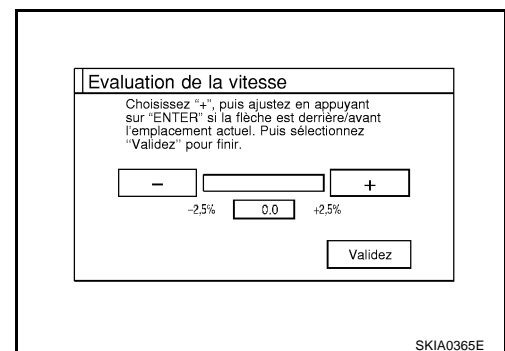 Evaluation de la vitesse
Choisissez "+", puis ajustez en appuyant
sur "ENTER" si la flèche est derrière/avant
l'emplacement actuel. Puis sélectionnez
"Validez" pour finir.
– +
–2,5% 0.0 +2,5%
Validez
SKIA0365E